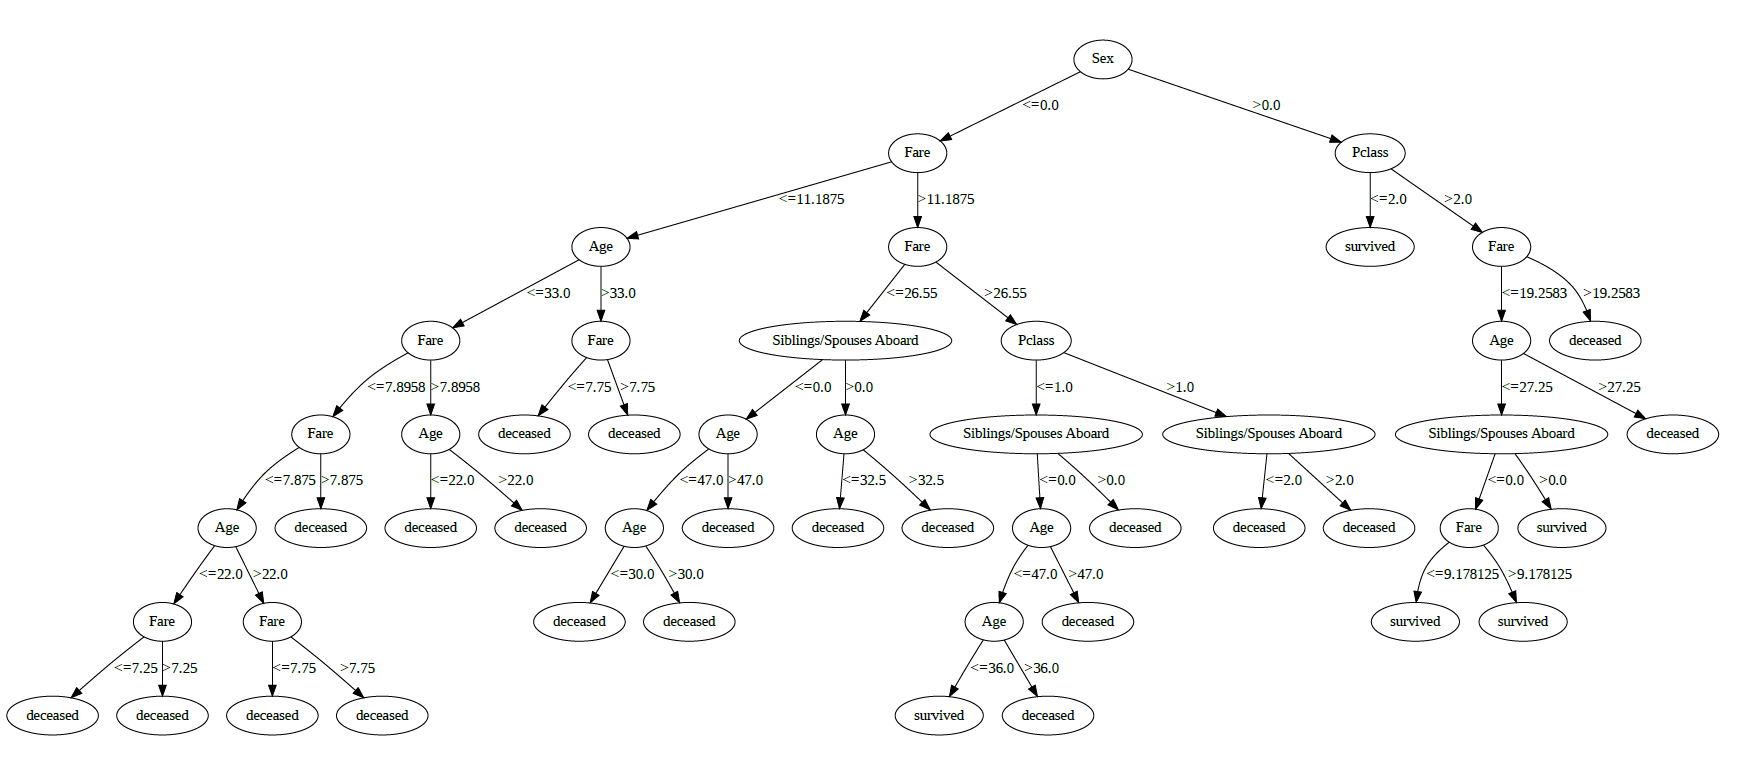 Sex
<=0.0 >0.0
Fare Pclass
<=11.1875 >11.1875 <=2.0 >2.0
Age Fare survived Fare
<=33.0 >33.0 <=26.55 >26.55 <=19.2583 >19.2583
Fare Fare Siblings/Spouses Aboard Pclass Age deceased
<=7.8958 >7.8958 <=7.75 >7.75 <=0.0 >0.0 <=1.0 >1.0 <=27.25 >27.25
Fare Age deceased deceased Age Age Siblings/Spouses Aboard Siblings/Spouses Aboard Siblings/Spouses Aboard deceased
<=7.875 >7.875 <=22.0 >22.0 <=47.0 >47.0 <=32.5 >32.5 <=0.0 >0.0 <=2.0 >2.0 <=0.0 >0.0
Age deceased deceased deceased Age deceased deceased deceased Age deceased deceased deceased Fare survived
<=22.0 >22.0 <=30.0 >30.0 <=47.0 >47.0 <=9.178125 >9.178125
Fare Fare deceased deceased Age deceased survived survived
<=7.25 >7.25 <=7.75 >7.75 <=36.0 >36.0
deceased deceased deceased deceased survived deceased